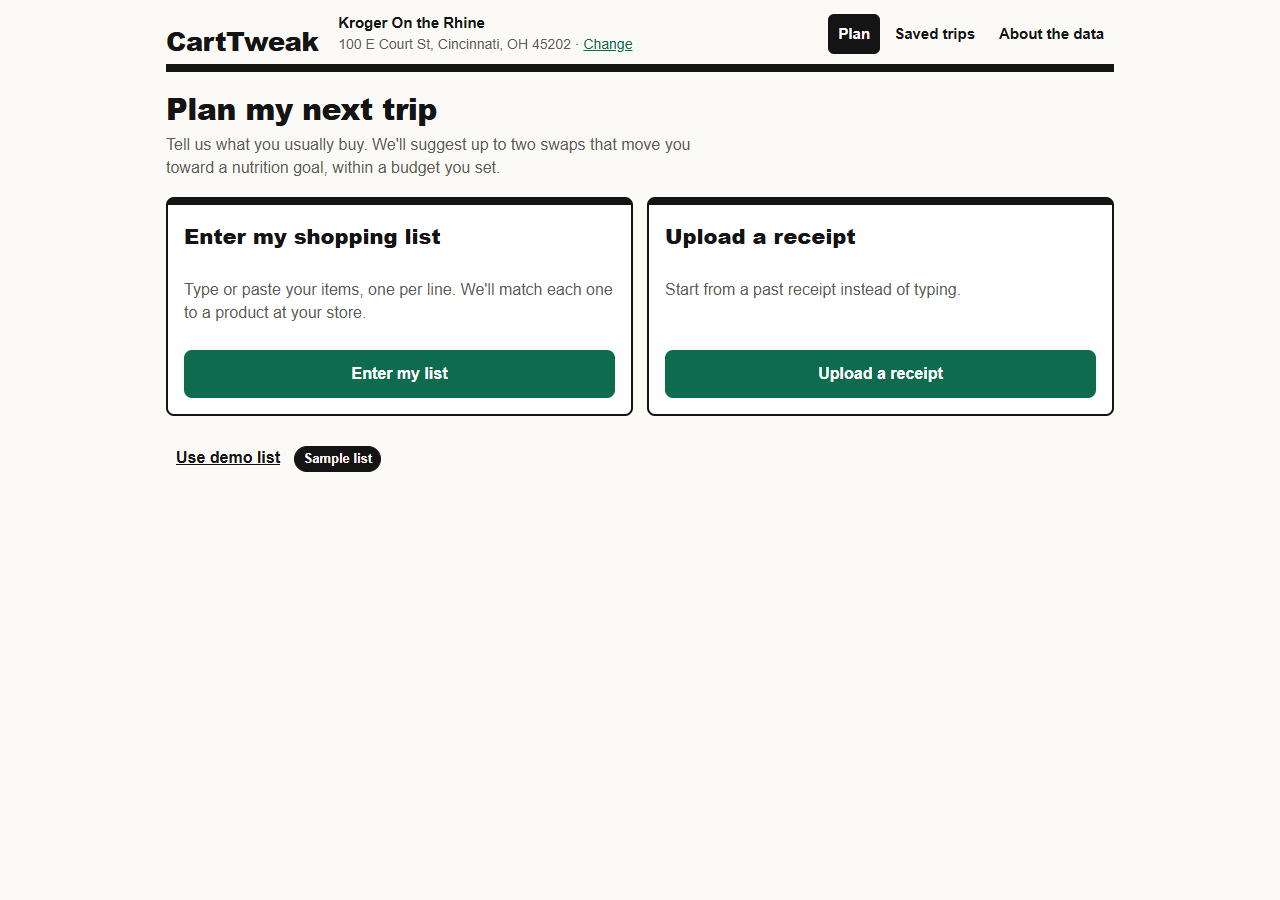 CartTweak
Kroger On the Rhine
100 E Court St, Cincinnati, OH 45202 · Change
Plan
Saved trips
About the data
Plan my next trip
Tell us what you usually buy. We'll suggest up to two swaps that move you
toward a nutrition goal, within a budget you set.
Enter my shopping list
Type or paste your items, one per line. We'll match each one
to a product at your store.
Enter my list
Upload a receipt
Start from a past receipt instead of typing.
Upload a receipt
Use demo list
Sample list